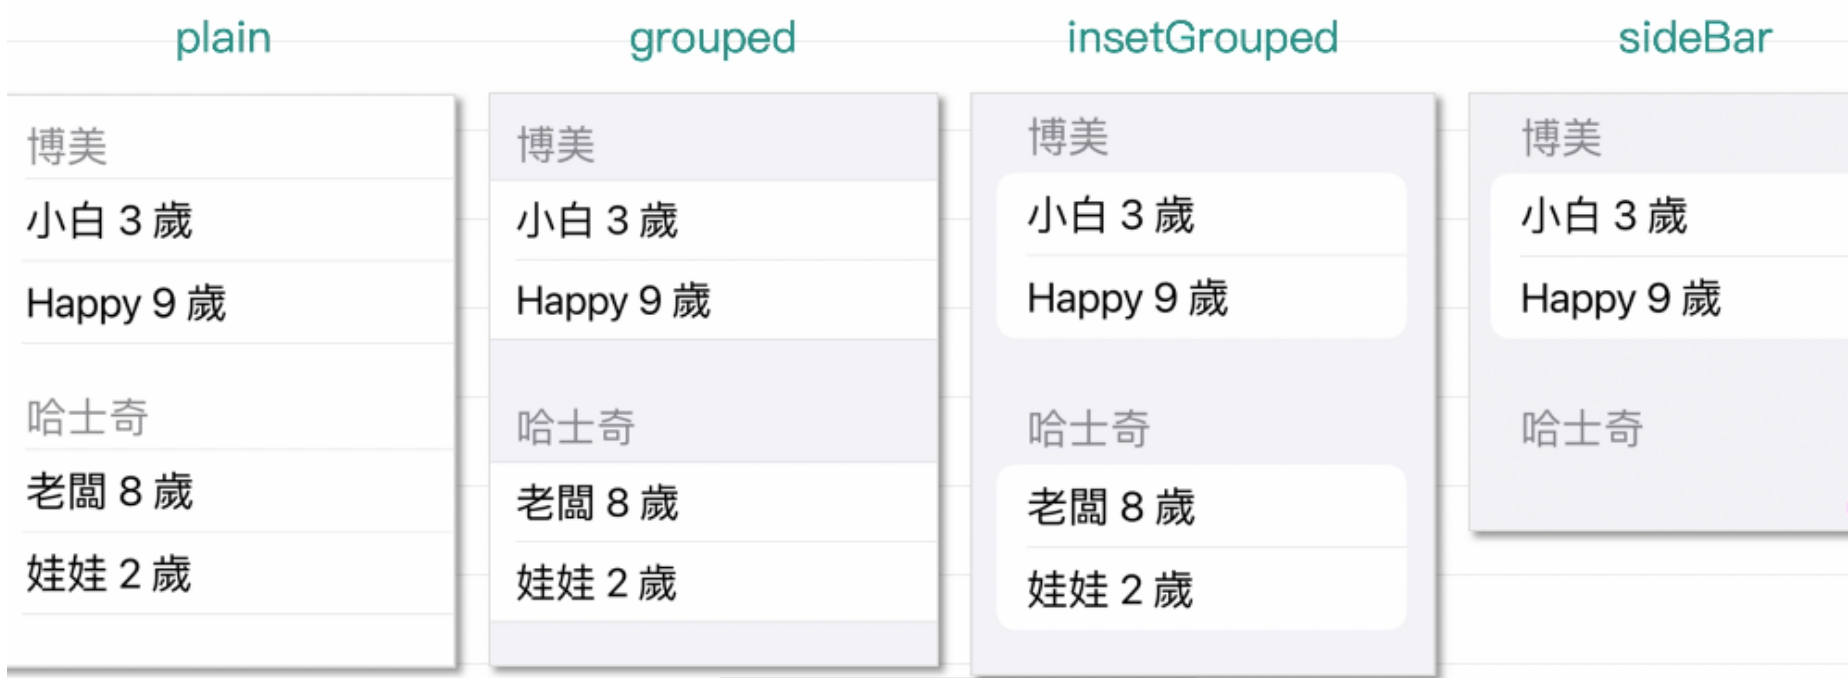 plain
博美
小白 3 歲
Happy 9 歲
哈士奇
老闆 8 歲
娃娃 2 歲
grouped
博美
小白 3 歲
Happy 9 歲
哈士奇
老闆 8 歲
娃娃 2 歲
insetGrouped
博美
小白 3 歲
Happy 9 歲
哈士奇
老闆 8 歲
娃娃 2 歲
sideBar
博美
小白 3 歲
Happy 9 歲
哈士奇